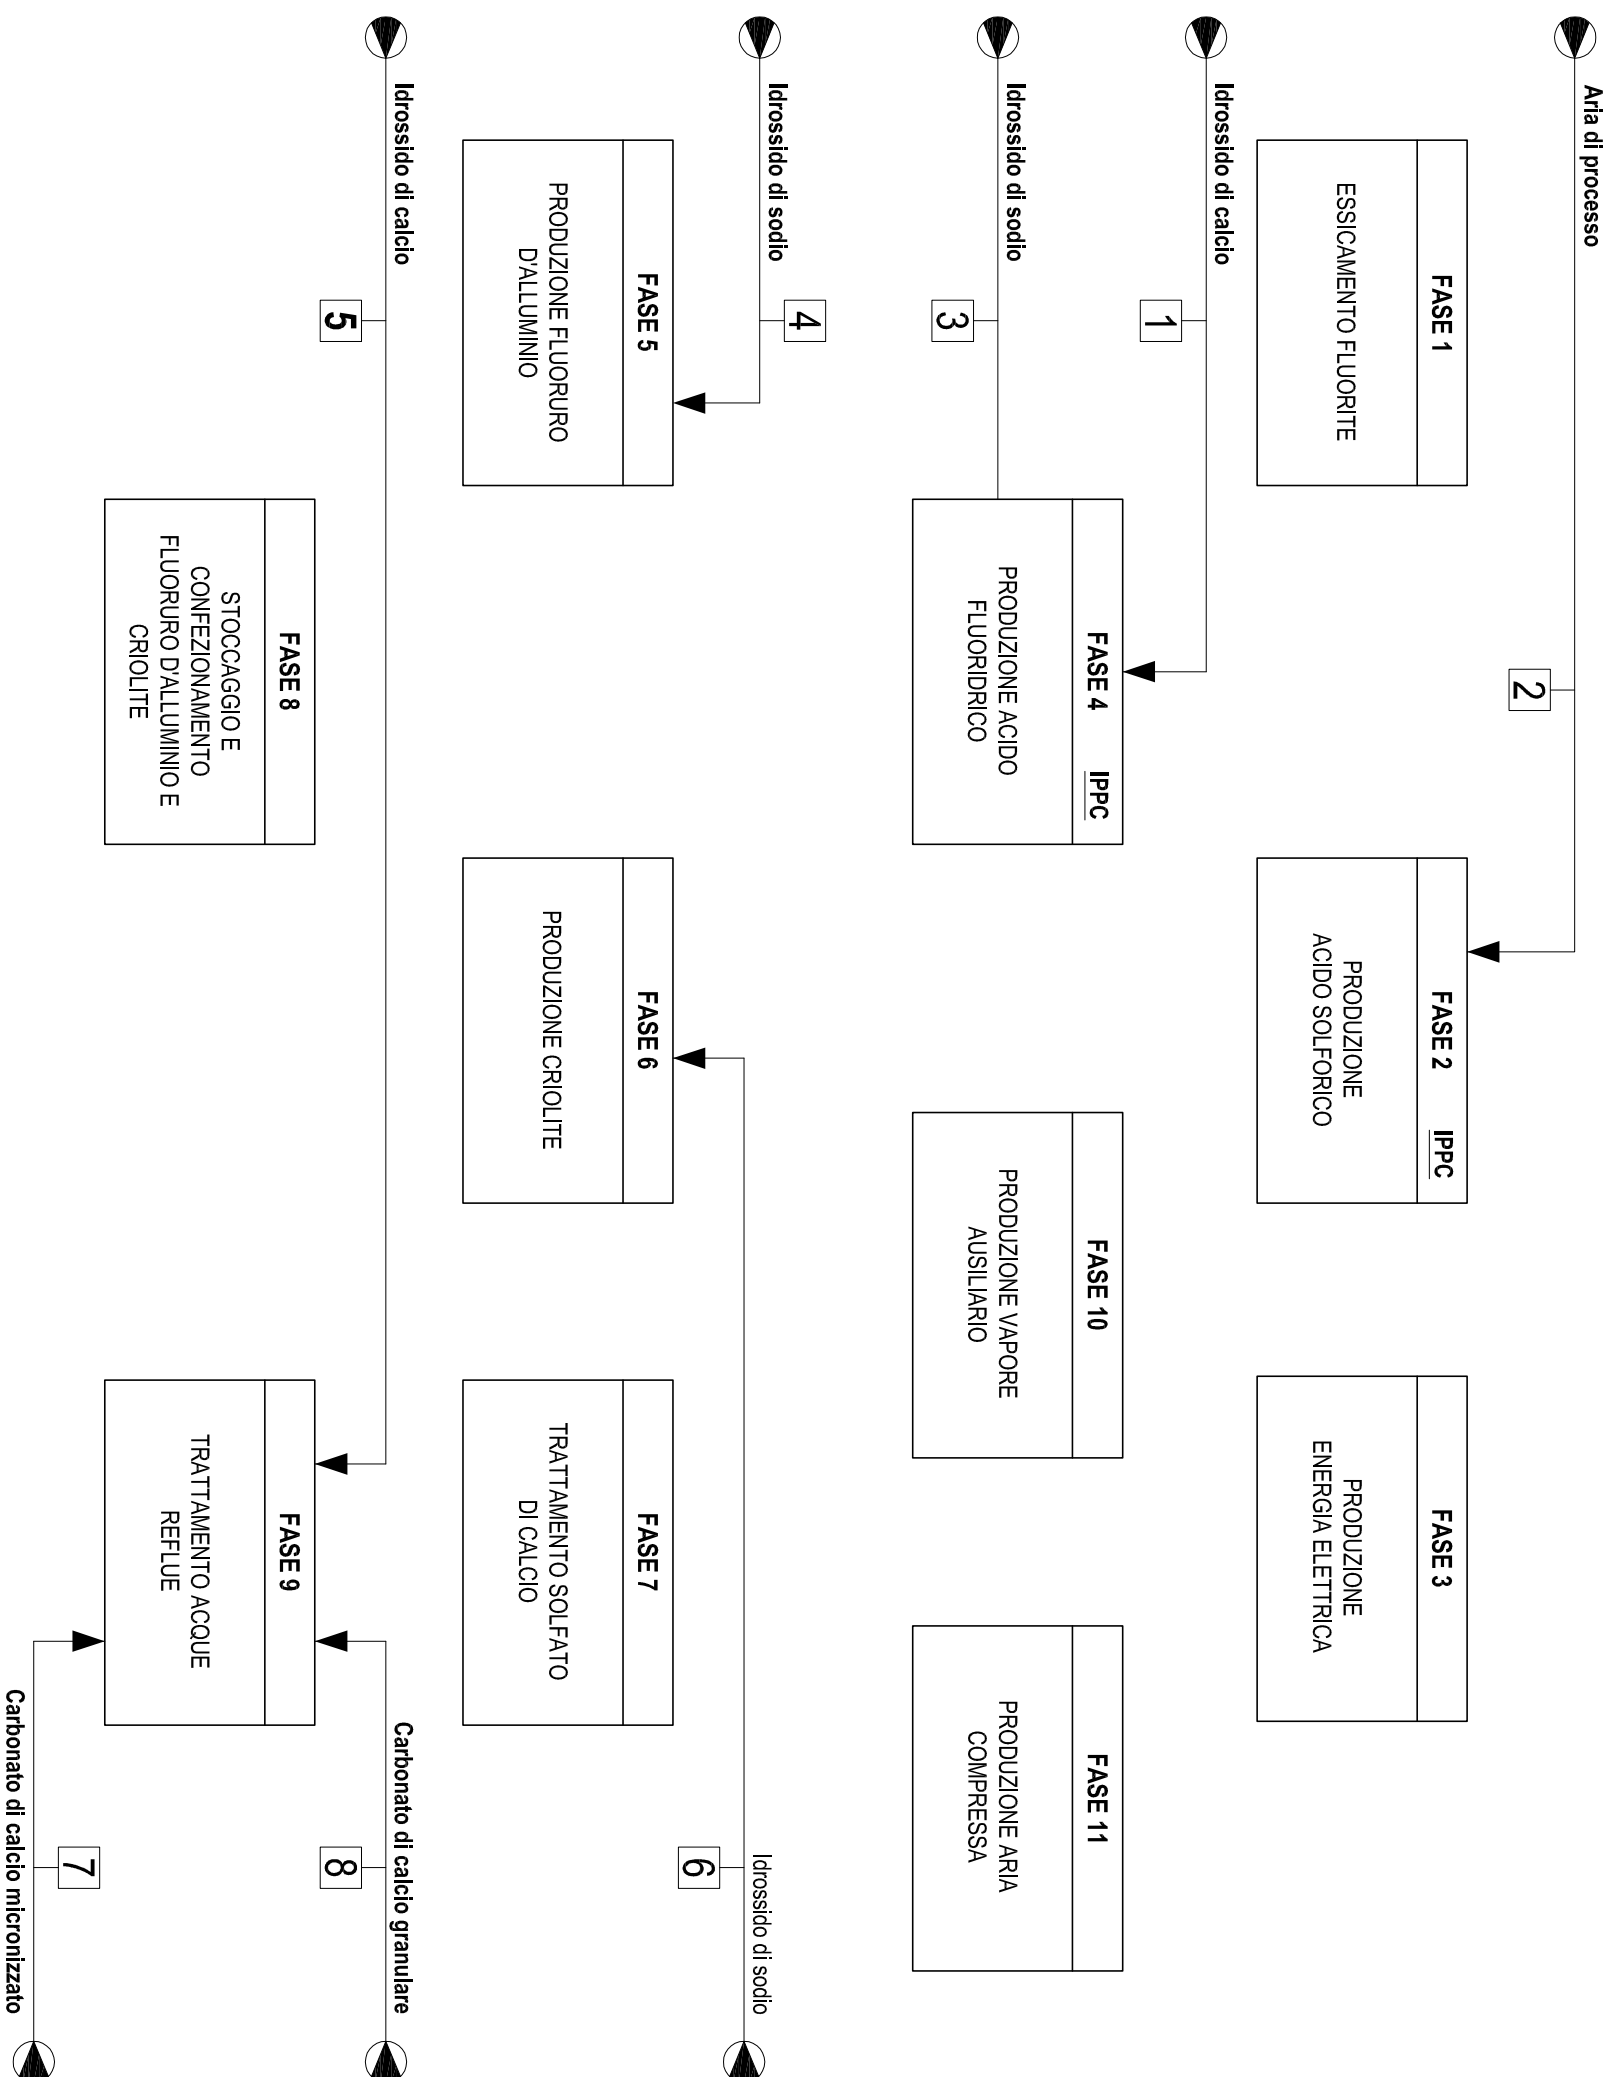 Aria di processo
2
FASE 1
ESSICAMENTO FLUORITE
FASE 2 IPPC
PRODUZIONE
ACIDO SOLFORICO
FASE 3
PRODUZIONE
ENERGIA ELETTRICA
Idrossido di calcio
1
Idrossido di sodio
3
FASE 4 IPPC
PRODUZIONE ACIDO
FLUORIDRICO
FASE 10
PRODUZIONE VAPORE
AUSILIARIO
FASE 11
PRODUZIONE ARIA
COMPRESSA
Idrossido di sodio
4
Idrossido di sodio
6
FASE 5
PRODUZIONE FLUORURO
D'ALLUMINIO
FASE 6
PRODUZIONE CRIOLITE
FASE 7
TRATTAMENTO SOLFATO
DI CALCIO
Idrossido di calcio
5
Carbonato di calcio granulare
8
FASE 8
STOCCAGGIO E
CONFEZIONAMENTO
FLUORURO D'ALLUMINIO E
CRIOLITE
FASE 9
TRATTAMENTO ACQUE
REFLUE
7
Carbonato di calcio micronizzato